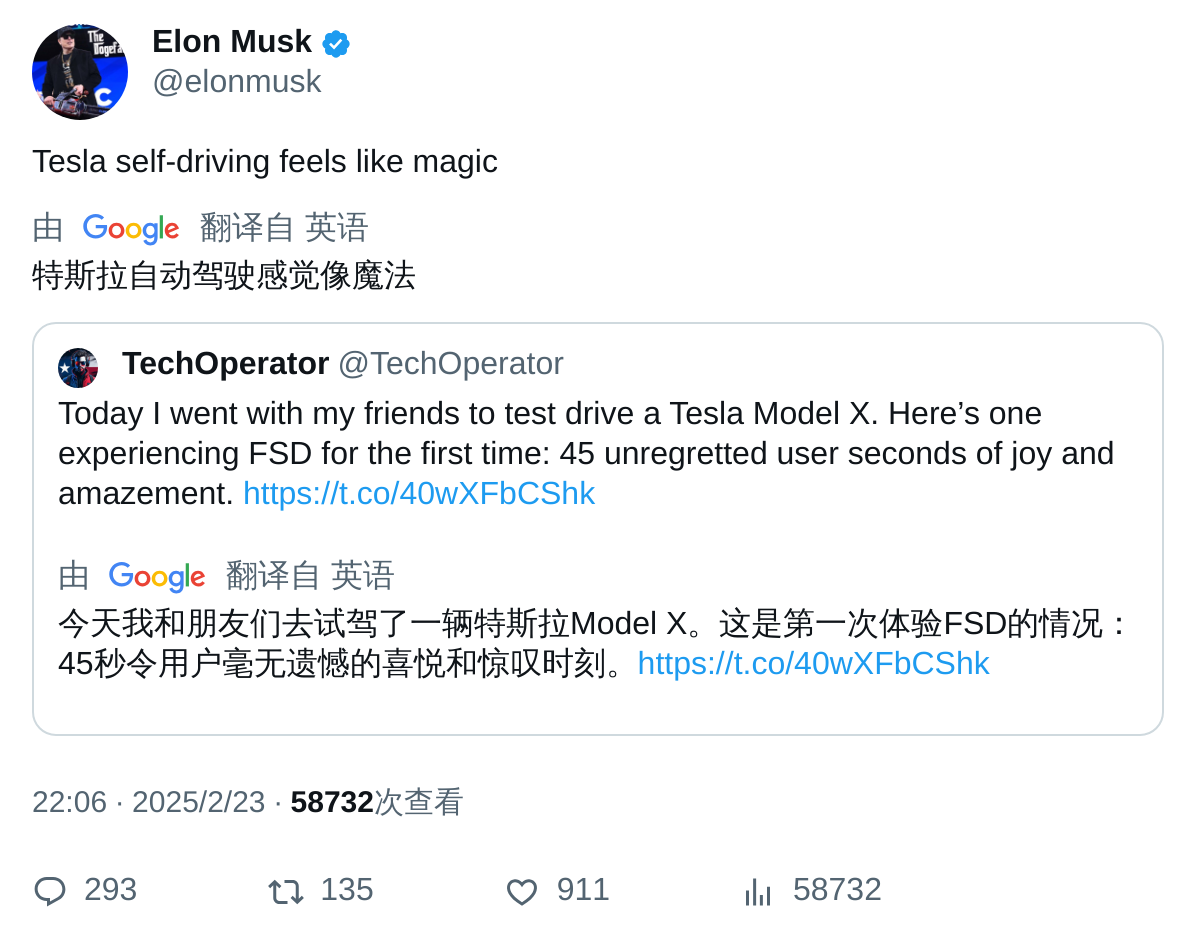 The
Dogefa
C
Elon Musk
@elonmusk
Tesla self-driving feels like magic
由 Google 翻译自 英语
特斯拉自动驾驶感觉像魔法
TechOperator @TechOperator
Today I went with my friends to test drive a Tesla Model X. Here’s one
experiencing FSD for the first time: 45 unregretted user seconds of joy and
amazement. https://t.co/40wXFbCShk
由 Google 翻译自 英语
今天我和朋友们去试驾了一辆特斯拉Model X。这是第一次体验FSD的情况：
45秒令用户毫无遗憾的喜悦和惊叹时刻。https://t.co/40wXFbCShk
22:06 · 2025/2/23 · 58732次查看
293 135 911 58732